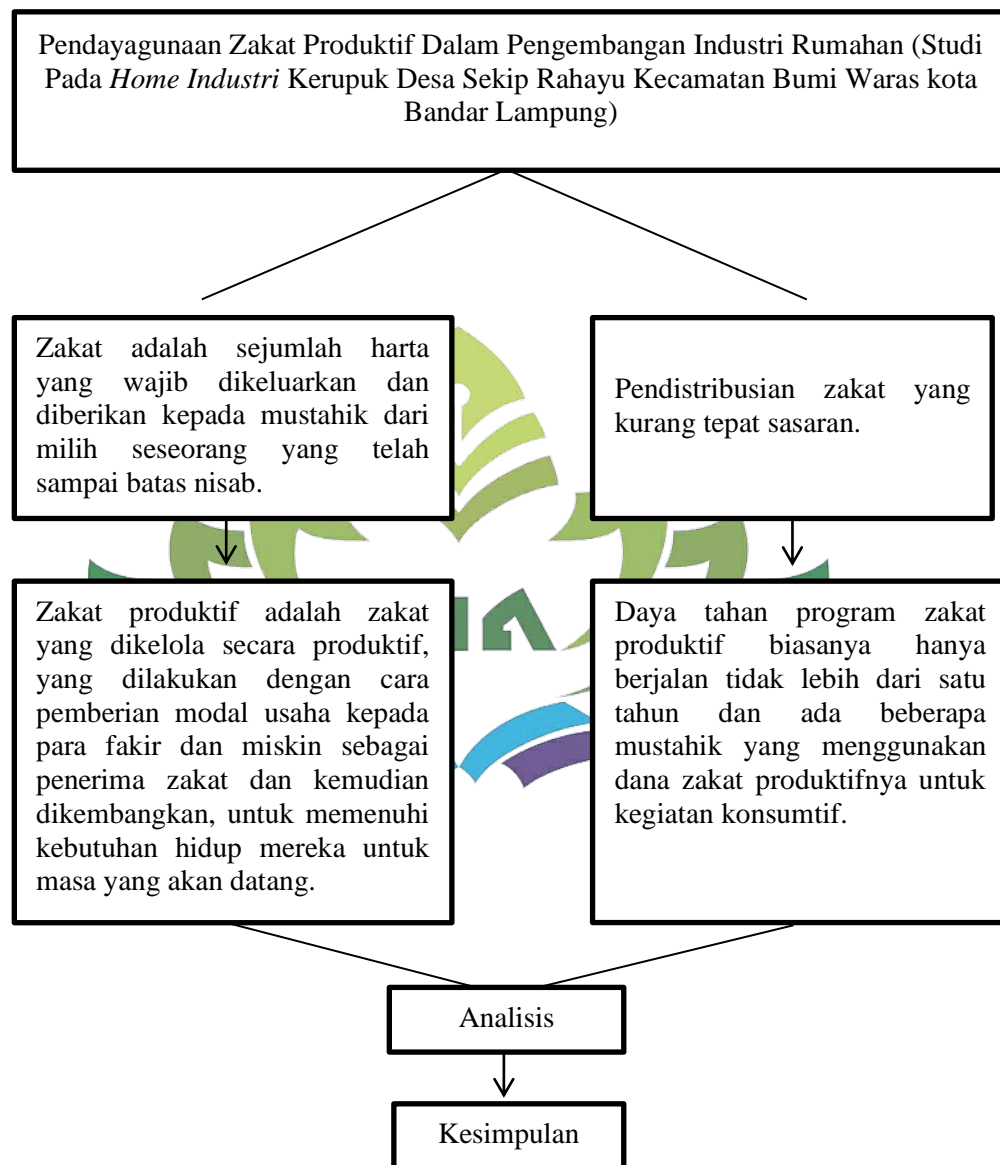 Pendayagunaan Zakat Produktif Dalam Pengembangan Industri Rumahan (Studi
Pada Home Industri Kerupuk Desa Sekip Rahayu Kecamatan Bumi Waras kota
Bandar Lampung)
Zakat adalah sejumlah harta
yang wajib dikeluarkan dan
diberikan kepada mustahik dari
milih seseorang yang telah
sampai batas nisab.
Pendistribusian zakat yang
kurang tepat sasaran.
Zakat produktif adalah zakat
yang dikelola secara produktif,
yang dilakukan dengan cara
pemberian modal usaha kepada
para fakir dan miskin sebagai
penerima zakat dan kemudian
dikembangkan, untuk memenuhi
kebutuhan hidup mereka untuk
masa yang akan datang.
Daya tahan program zakat
produktif biasanya hanya
berjalan tidak lebih dari satu
tahun dan ada beberapa
mustahik yang menggunakan
dana zakat produktifnya untuk
kegiatan konsumtif.
Analisis
Kesimpulan